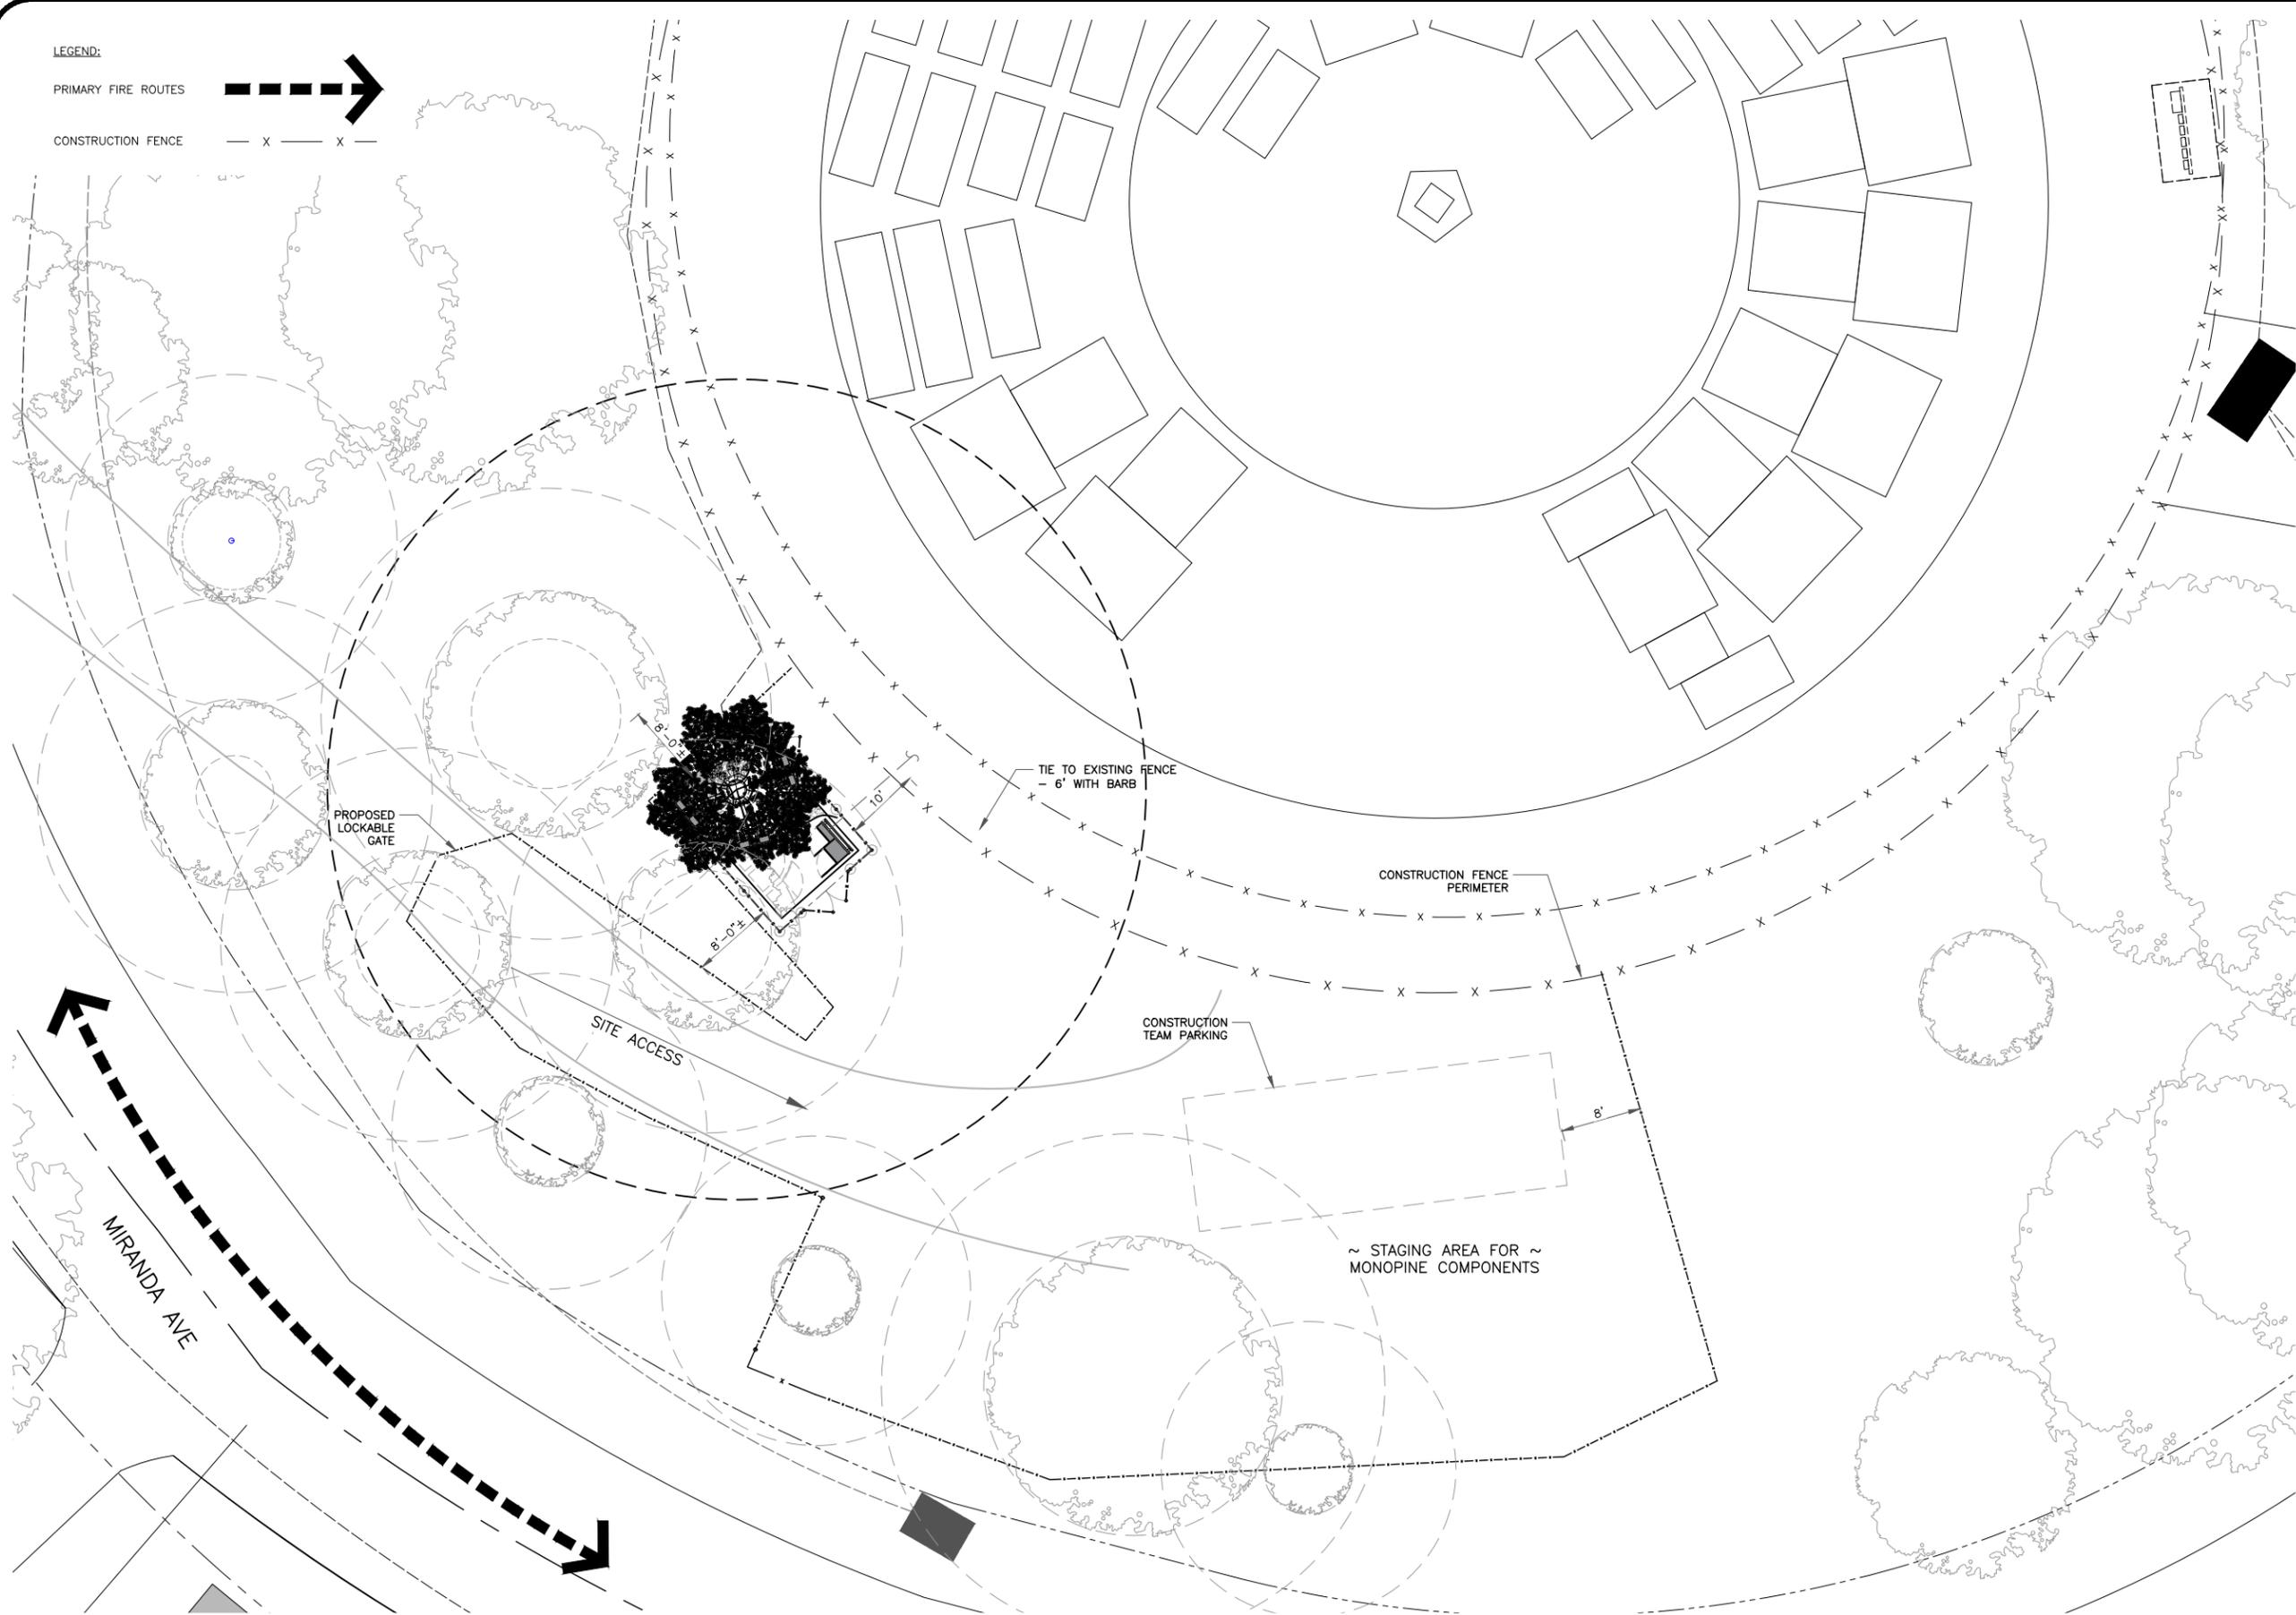 LEGEND:
PRIMARY FIRE ROUTES
CONSTRUCTION FENCE
X X
8'-0"±
TIE TO EXISTING FENCE
– 6' WITH BARB
10'
PROPOSED
LOCKABLE
GATE
CONSTRUCTION FENCE
PERIMETER
8'-0"±
SITE ACCESS
CONSTRUCTION
TEAM PARKING
8'
~ STAGING AREA FOR ~
MONOPINE COMPONENTS
MIRANDA AVE